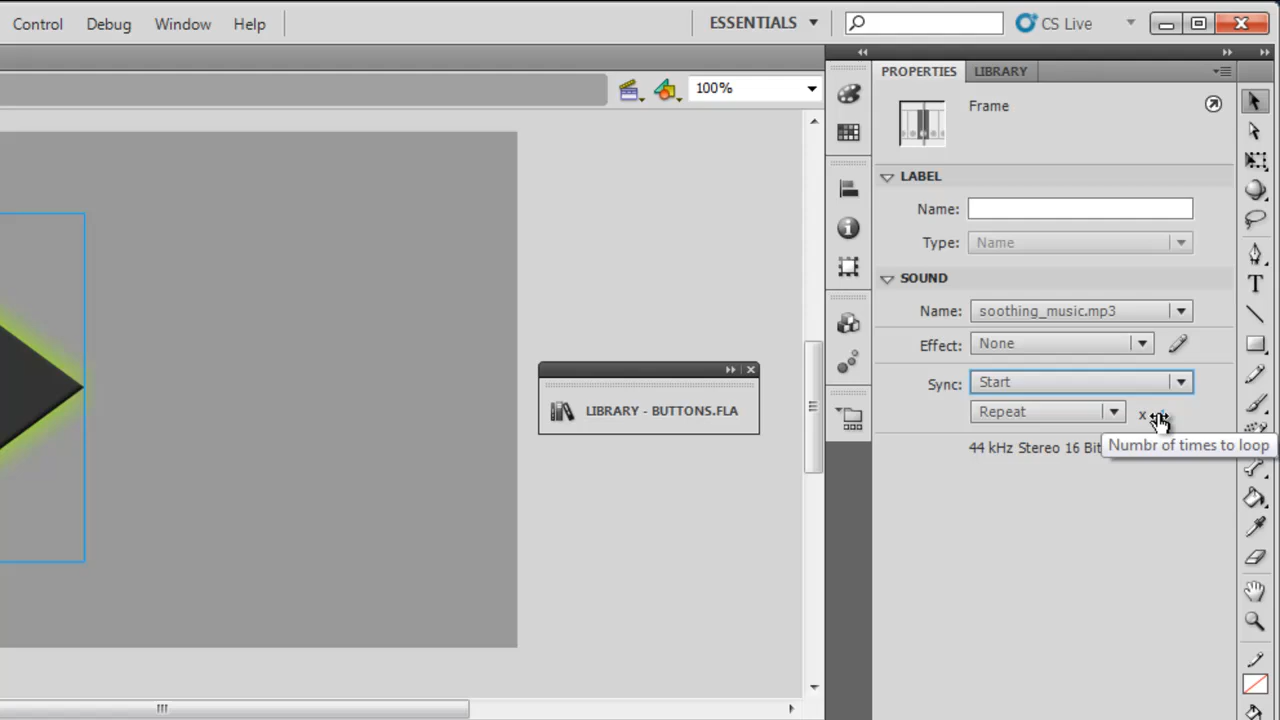 Control Debug Window Help ESSENTIALS CS Live
PROPERTIES LIBRARY
100%
Frame
LABEL
Name:
Type: Name
SOUND
Name: soothing_music.mp3
Effect: None
Sync: Start
Repeat x
44 kHz Stereo 16 Bit
Numbr of times to loop
LIBRARY - BUTTONS.FLA